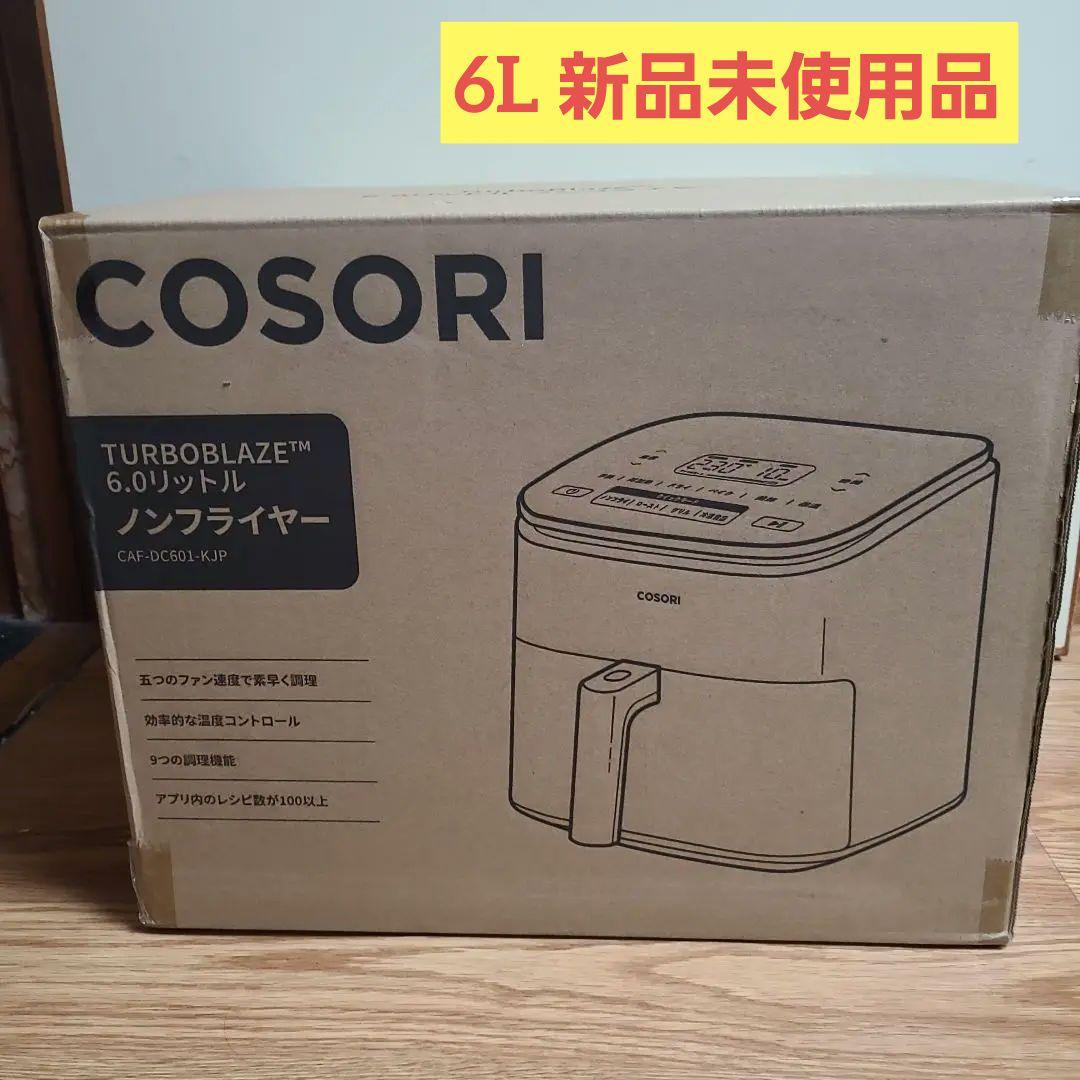 6L 新品未使用品
COSORI
TURBOBLAZE™
6.0リットル
ノンフライヤー
CAF-DC601-KJP
五つのファン速度で素早く調理
効率的な温度コントロール
9つの調理機能
アプリ内のレシピ数が100以上
COSORI